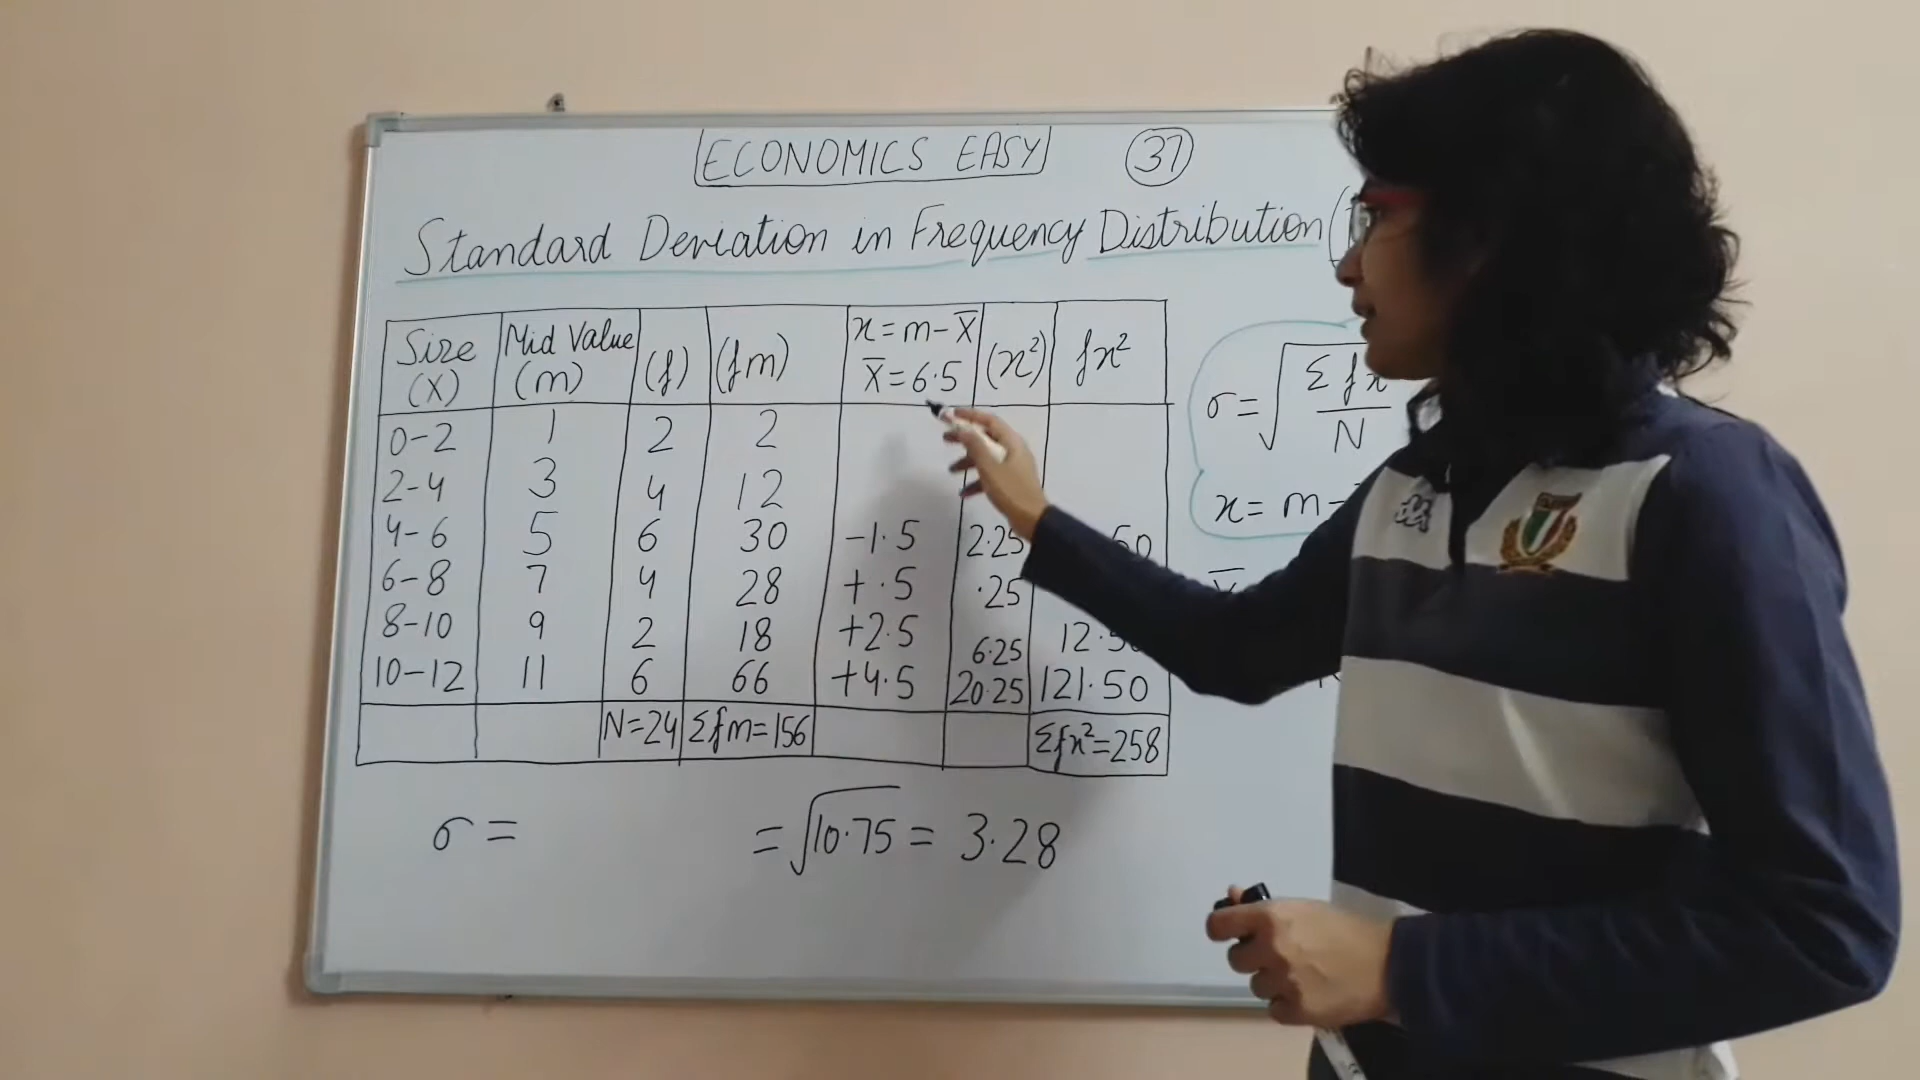 ECONOMICS EASY 37
Standard Deviation in Frequency Distribution (
Size (X) Mid Value (m) (f) (fm) x = m - X̄ X̄ = 6.5 (x²) fx²
0-2 1 2 2
2-4 3 4 12
4-6 5 6 30 -1.5 2.25 50
6-8 7 4 28 +.5 .25
8-10 9 2 18 +2.5 6.25 12.5
10-12 11 6 66 +4.5 20.25 121.50
N=24 Σfm=156 Σfx²=258
σ = = √10.75 = 3.28
σ = √Σfx / N
x = m -